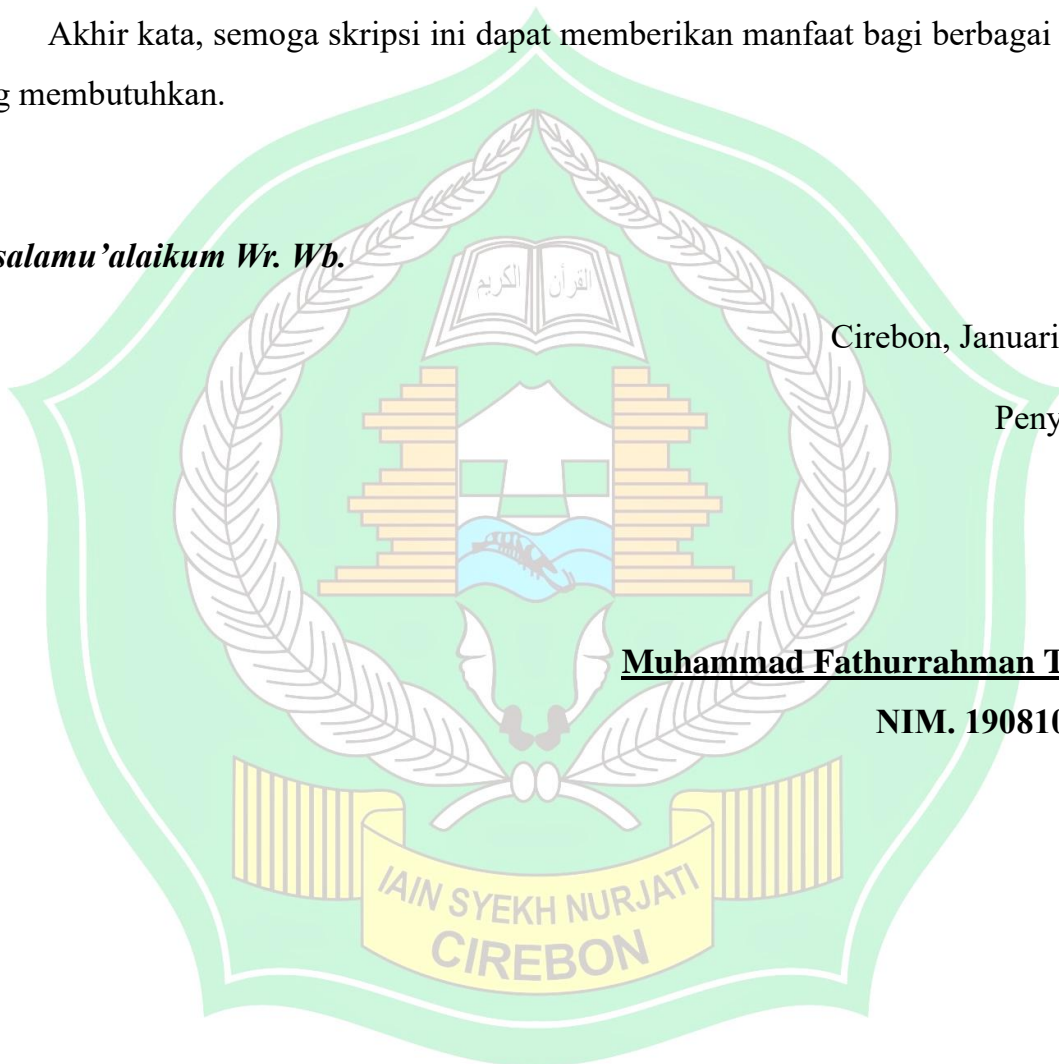 Akhir kata, semoga skripsi ini dapat memberikan manfaat bagi berbagai
membutuhkan.
salamu’alaikum Wr. Wb.
القرآن الكريم
Cirebon, Januari
Peny
Muhammad Fathurrahman T
NIM. 190810
IAIN SYEKH NURJATI
CIREBON